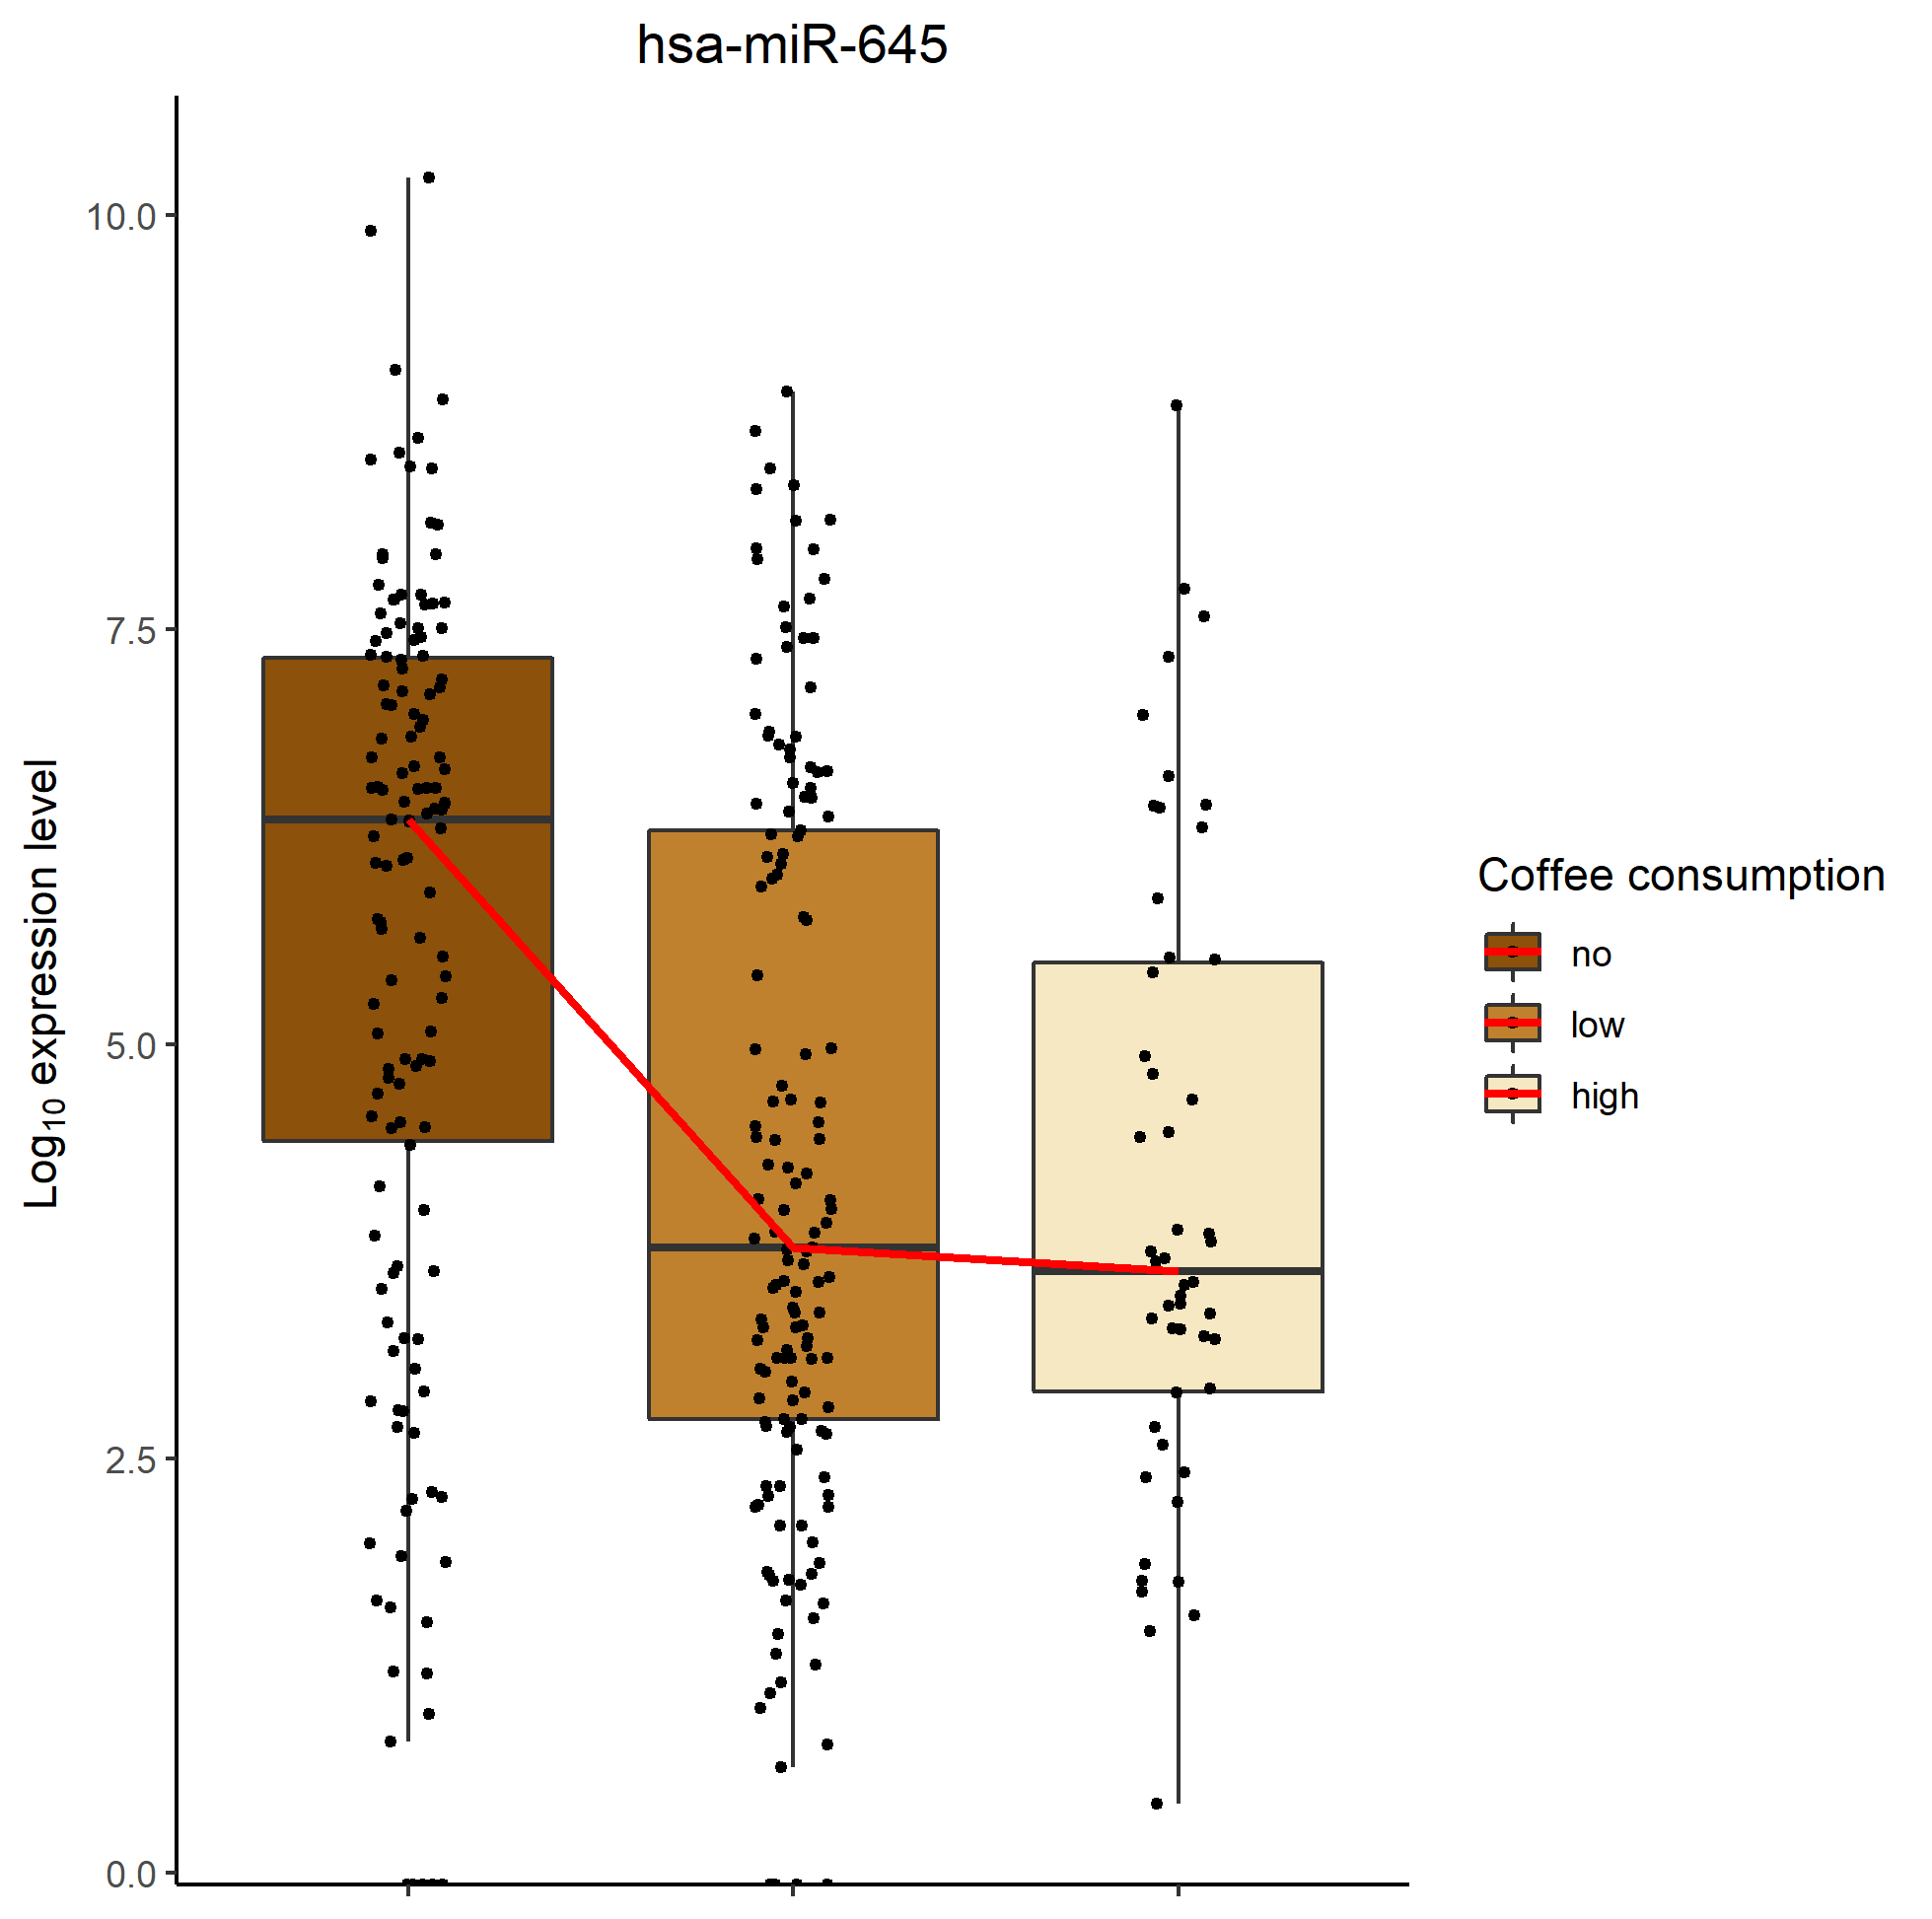 hsa-miR-645
10.0
7.5
5.0
2.5
0.0
Log₁₀ expression level
Coffee consumption
no
low
high